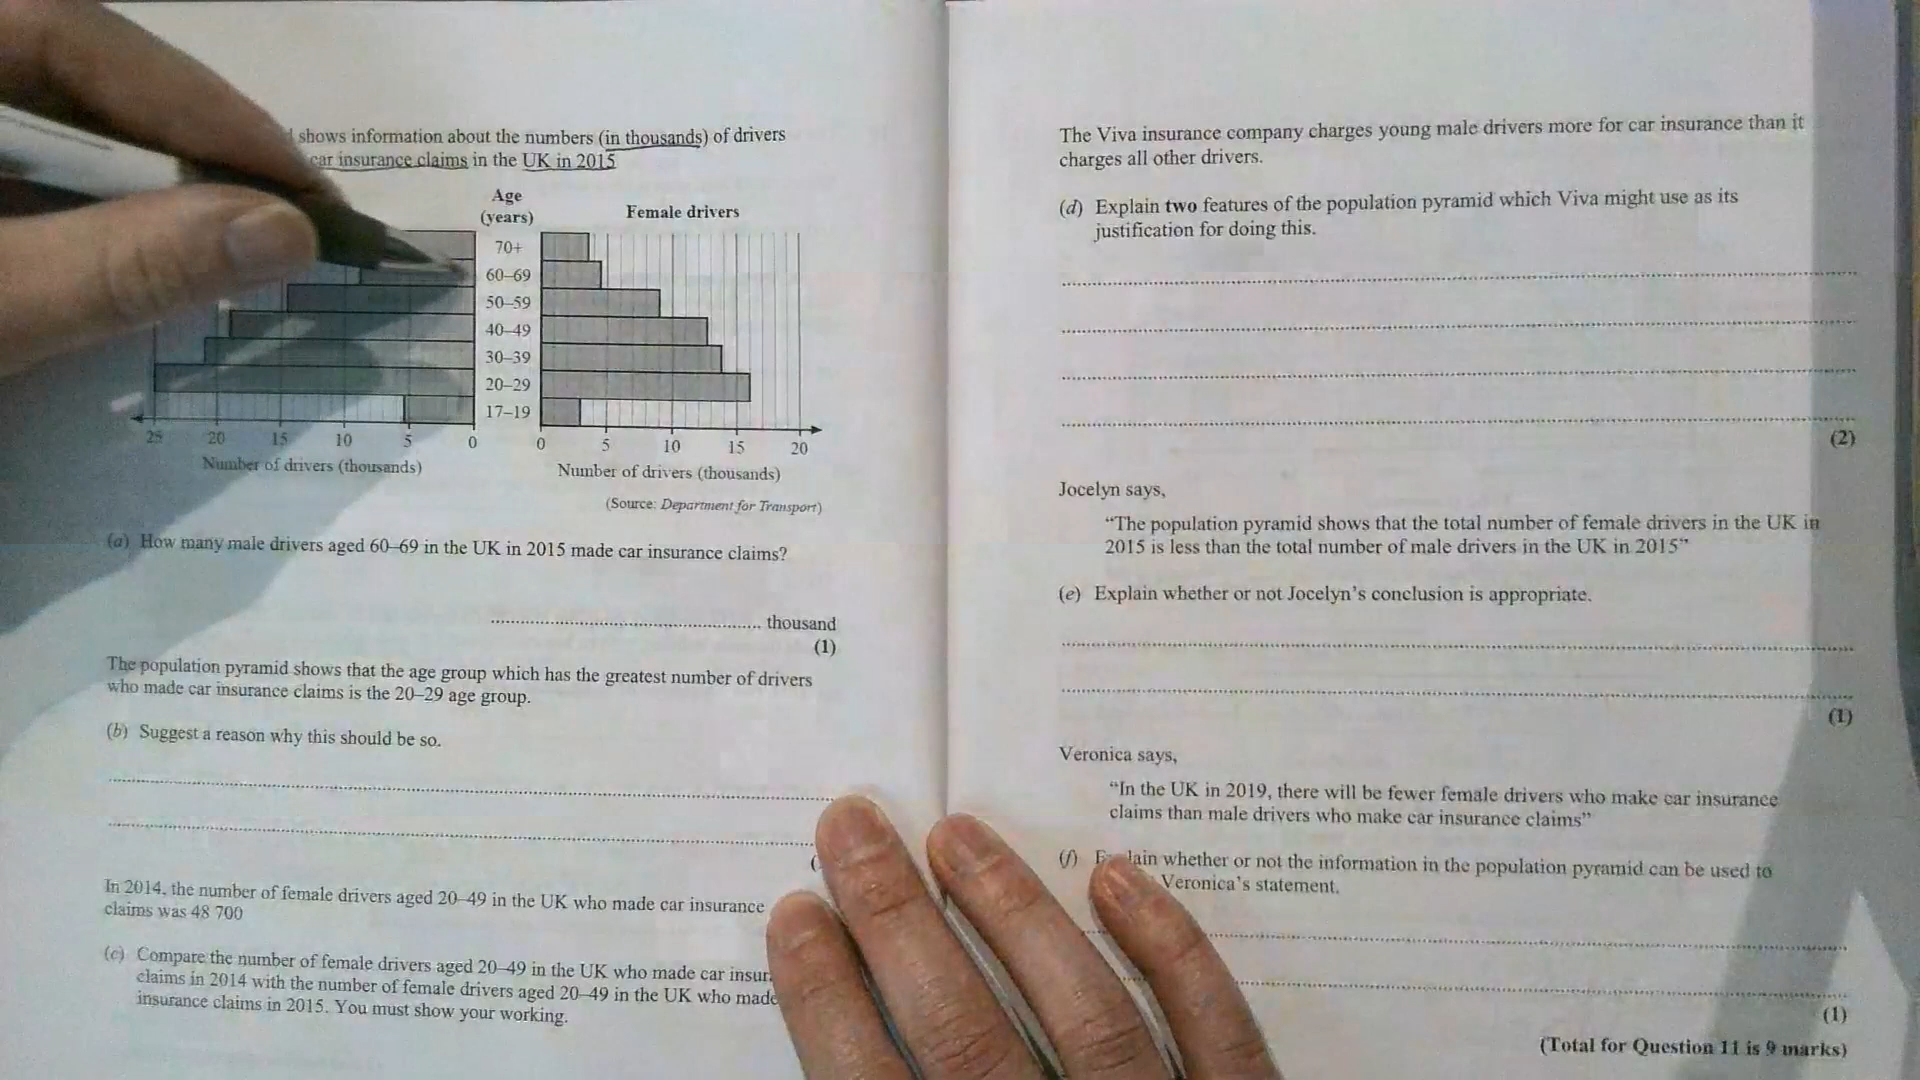 shows information about the numbers (in thousands) of drivers
car insurance claims in the UK in 2015
Age
(years)
Female drivers
70+
60–69
50–59
40–49
30–39
20–29
17–19
25 20 15 10 5 0
0 5 10 15 20
Number of drivers (thousands)
Number of drivers (thousands)
(Source: Department for Transport)
(a) How many male drivers aged 60–69 in the UK in 2015 made car insurance claims?
thousand
(1)
The population pyramid shows that the age group which has the greatest number of drivers
who made car insurance claims is the 20–29 age group.
(b) Suggest a reason why this should be so.
In 2014, the number of female drivers aged 20–49 in the UK who made car insurance
claims was 48 700
(c) Compare the number of female drivers aged 20–49 in the UK who made car
claims in 2014 with the number of female drivers aged 20–49 in the UK who made
insurance claims in 2015. You must show your working.
The Viva insurance company charges young male drivers more for car insurance than it
charges all other drivers.
(d) Explain two features of the population pyramid which Viva might use as its
justification for doing this.
(2)
Jocelyn says,
“The population pyramid shows that the total number of female drivers in the UK in
2015 is less than the total number of male drivers in the UK in 2015”
(e) Explain whether or not Jocelyn’s conclusion is appropriate.
(1)
Veronica says,
“In the UK in 2019, there will be fewer female drivers who make car insurance
claims than male drivers who make car insurance claims”
(f) whether or not the information in the population pyramid can be used to
Veronica’s statement.
(1)
(Total for Question 11 is 9 marks)